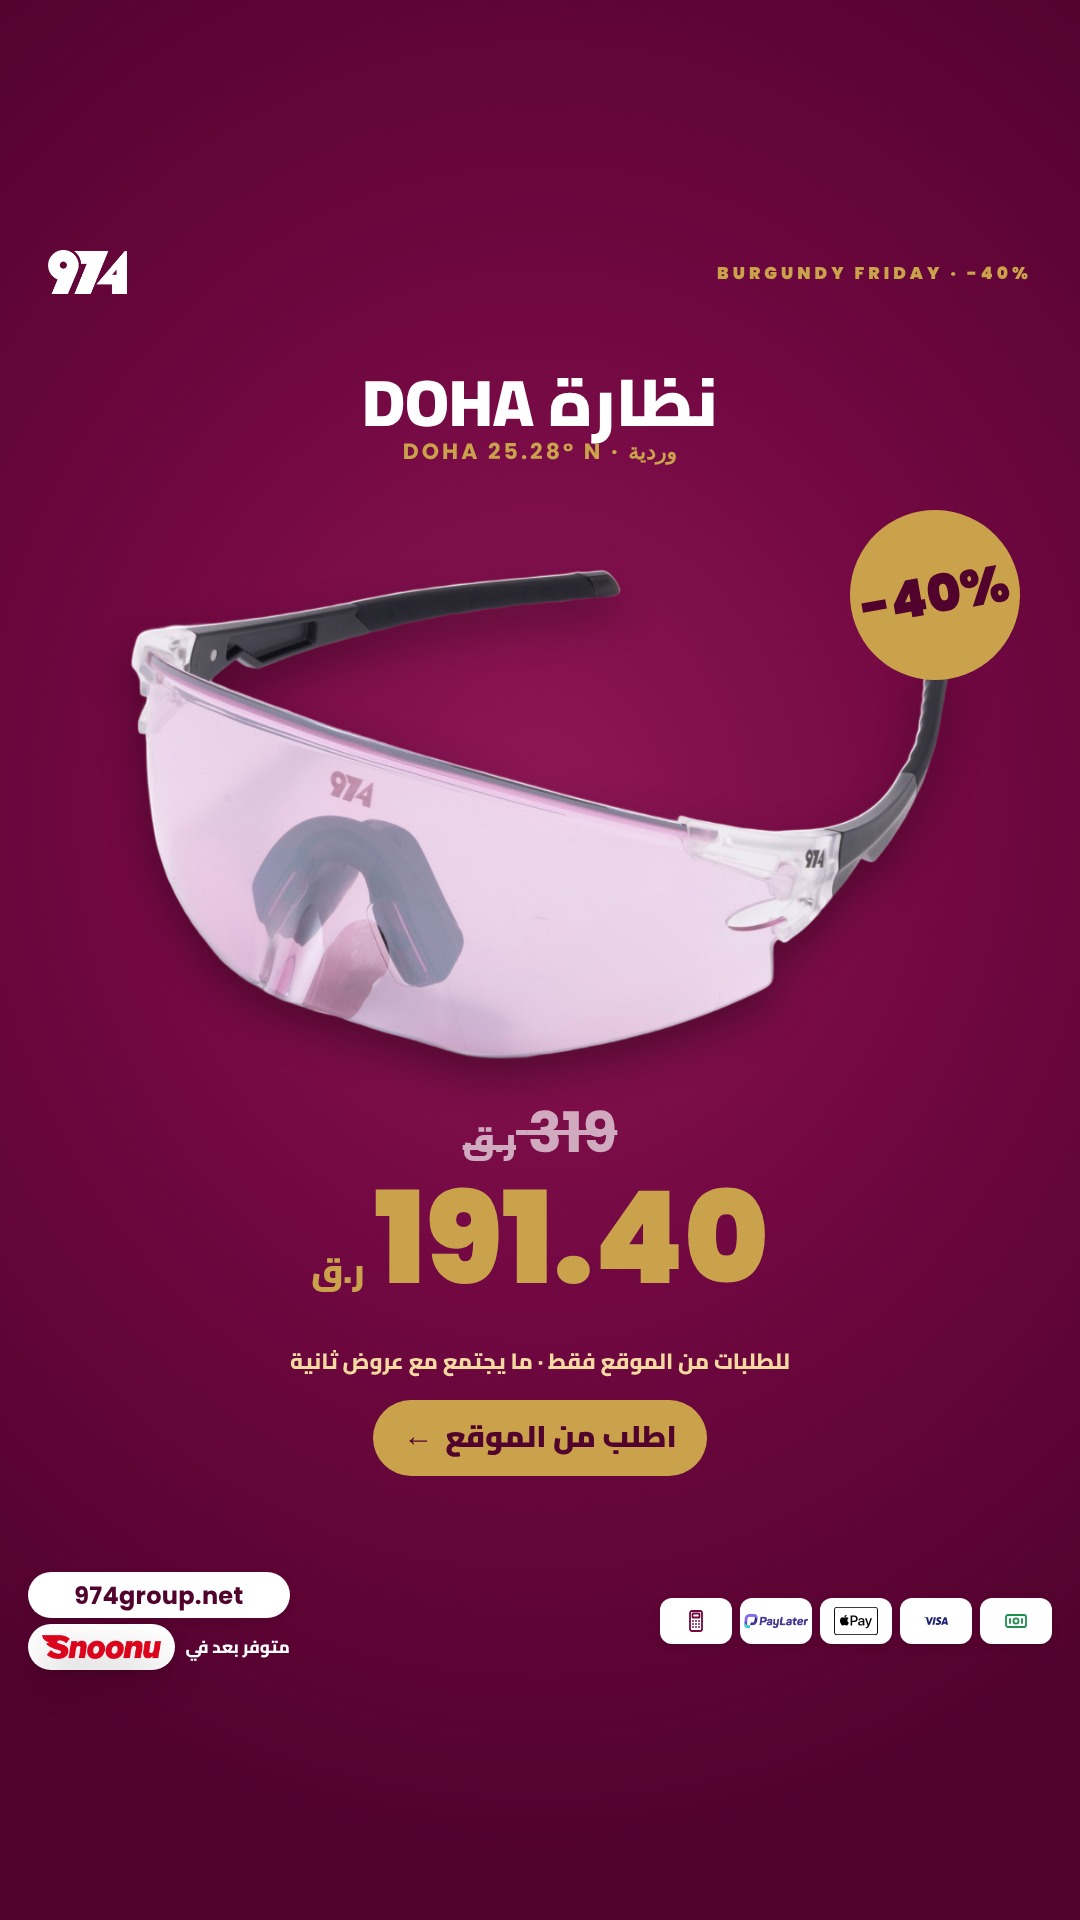 974
BURGUNDY FRIDAY · -40%
نظارة DOHA
DOHA 25.28° N · وردية
-40%
974
974
319 ر.ق
191.40 ر.ق
للطلبات من الموقع فقط · ما يجتمع مع عروض ثانية
اطلب من الموقع ←
974group.net
متوفر بعد في Snoonu
PayLater
Pay
VISA